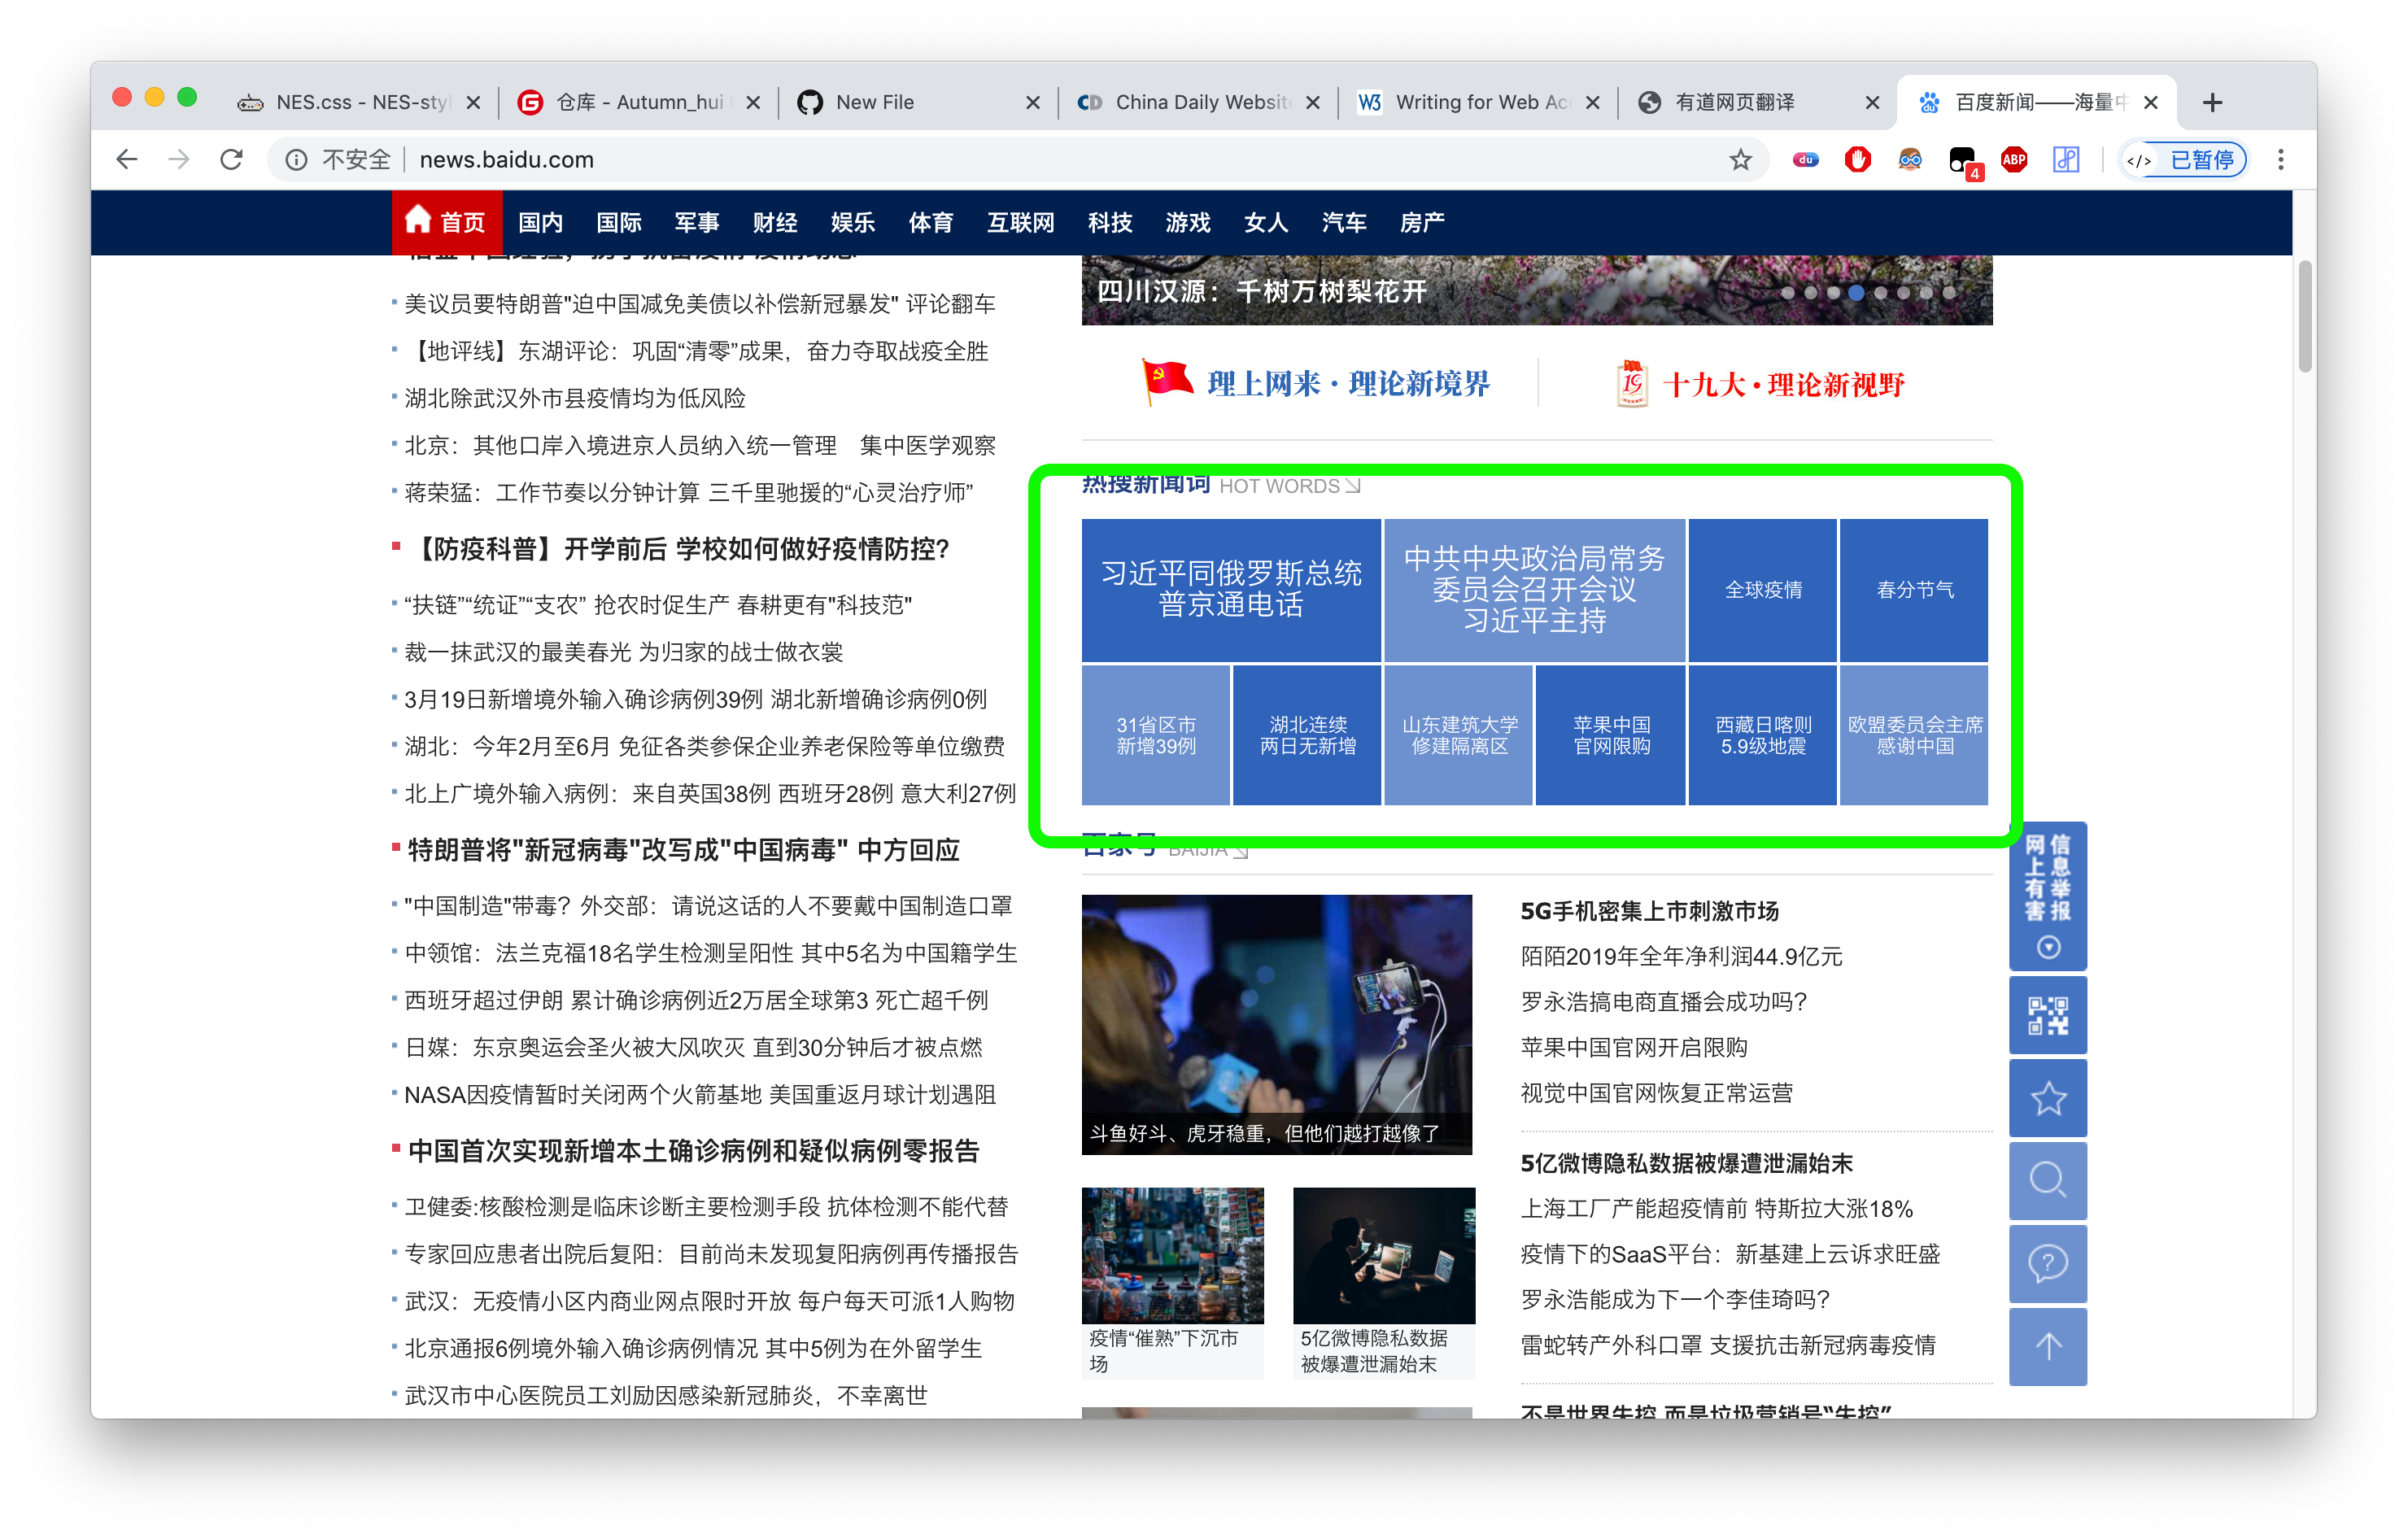 NES.css - NES-styl
仓库 - Autumn_hui
New File
China Daily Website
Writing for Web Acc
有道网页翻译
百度新闻——海量中
不安全
news.baidu.com
du
4
ABP
已暂停
首页 国内 国际 军事 财经 娱乐 体育 互联网 科技 游戏 女人 汽车 房产
美议员要特朗普"迫中国减免美债以补偿新冠暴发" 评论翻车
【地评线】东湖评论：巩固“清零”成果，奋力夺取战疫全胜
湖北除武汉外市县疫情均为低风险
北京：其他口岸入境进京人员纳入统一管理　集中医学观察
蒋荣猛：工作节奏以分钟计算 三千里驰援的“心灵治疗师”
【防疫科普】开学前后 学校如何做好疫情防控?
“扶链”“统证”“支农” 抢农时促生产 春耕更有"科技范"
裁一抹武汉的最美春光 为归家的战士做衣裳
3月19日新增境外输入确诊病例39例 湖北新增确诊病例0例
湖北：今年2月至6月 免征各类参保企业养老保险等单位缴费
北上广境外输入病例：来自英国38例 西班牙28例 意大利27例
特朗普将"新冠病毒"改写成"中国病毒" 中方回应
"中国制造"带毒？外交部：请说这话的人不要戴中国制造口罩
中领馆：法兰克福18名学生检测呈阳性 其中5名为中国籍学生
西班牙超过伊朗 累计确诊病例近2万居全球第3 死亡超千例
日媒：东京奥运会圣火被大风吹灭 直到30分钟后才被点燃
NASA因疫情暂时关闭两个火箭基地 美国重返月球计划遇阻
中国首次实现新增本土确诊病例和疑似病例零报告
卫健委:核酸检测是临床诊断主要检测手段 抗体检测不能代替
专家回应患者出院后复阳：目前尚未发现复阳病例再传播报告
武汉：无疫情小区内商业网点限时开放 每户每天可派1人购物
北京通报6例境外输入确诊病例情况 其中5例为在外留学生
武汉市中心医院员工刘励因感染新冠肺炎，不幸离世
四川汉源：千树万树梨花开
理上网来·理论新境界
十九大·理论新视野
热搜新闻词 HOT WORDS
习近平同俄罗斯总统
普京通电话
中共中央政治局常务
委员会召开会议
习近平主持
全球疫情
春分节气
31省区市
新增39例
湖北连续
两日无新增
山东建筑大学
修建隔离区
苹果中国
官网限购
西藏日喀则
5.9级地震
欧盟委员会主席
感谢中国
百家号 BAIJIA
斗鱼好斗、虎牙稳重，但他们越打越像了
疫情“催熟”下沉市
场
5亿微博隐私数据
被爆遭泄漏始末
5G手机密集上市刺激市场
陌陌2019年全年净利润44.9亿元
罗永浩搞电商直播会成功吗?
苹果中国官网开启限购
视觉中国官网恢复正常运营
5亿微博隐私数据被爆遭泄漏始末
上海工厂产能超疫情前 特斯拉大涨18%
疫情下的SaaS平台：新基建上云诉求旺盛
罗永浩能成为下一个李佳琦吗?
雷蛇转产外科口罩 支援抗击新冠病毒疫情
不是世界失控 而是垃圾营销号“失控”
网上有害
信息举报